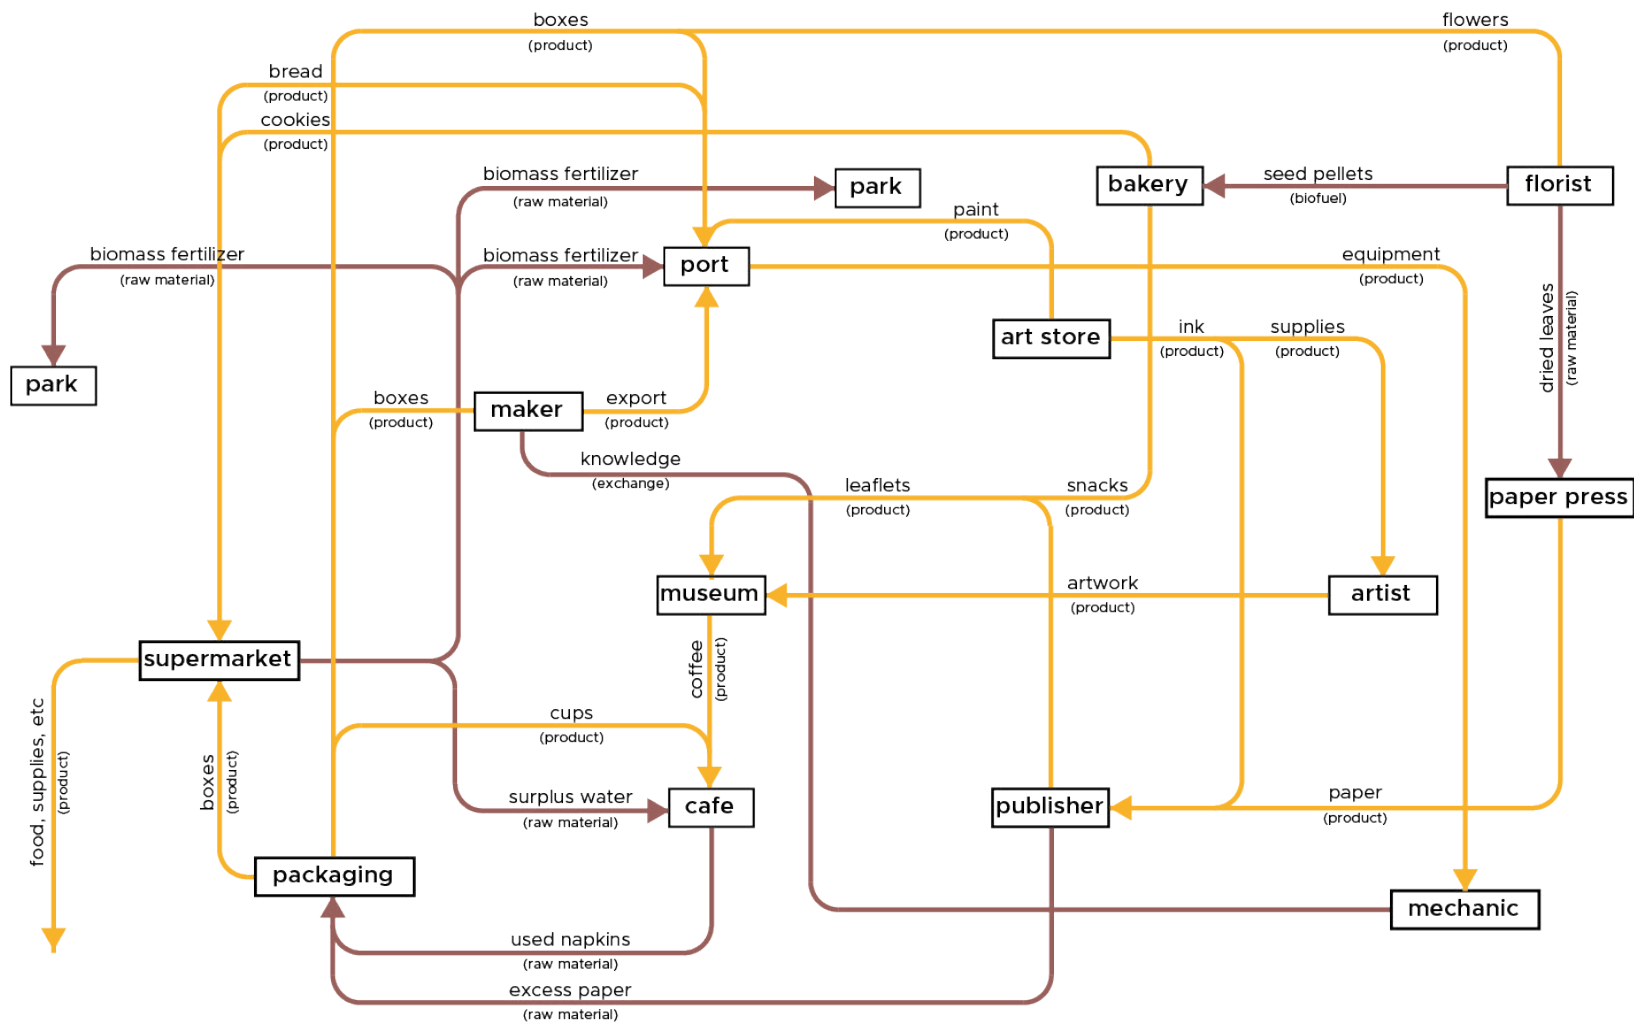 boxes
(product)
flowers
(product)
bread
(product)
cookies
(product)
biomass fertilizer
(raw material)
park
bakery
seed pellets
(biofuel)
florist
paint
(product)
biomass fertilizer
(raw material)
biomass fertilizer
(raw material)
port
equipment
(product)
dried leaves
(raw material)
art store
ink
(product)
supplies
(product)
park
boxes
(product)
maker
export
(product)
knowledge
(exchange)
leaflets
(product)
snacks
(product)
paper press
museum
artwork
(product)
artist
supermarket
coffee
(product)
food, supplies, etc
(product)
boxes
(product)
cups
(product)
surplus water
(raw material)
cafe
publisher
paper
(product)
packaging
mechanic
used napkins
(raw material)
excess paper
(raw material)